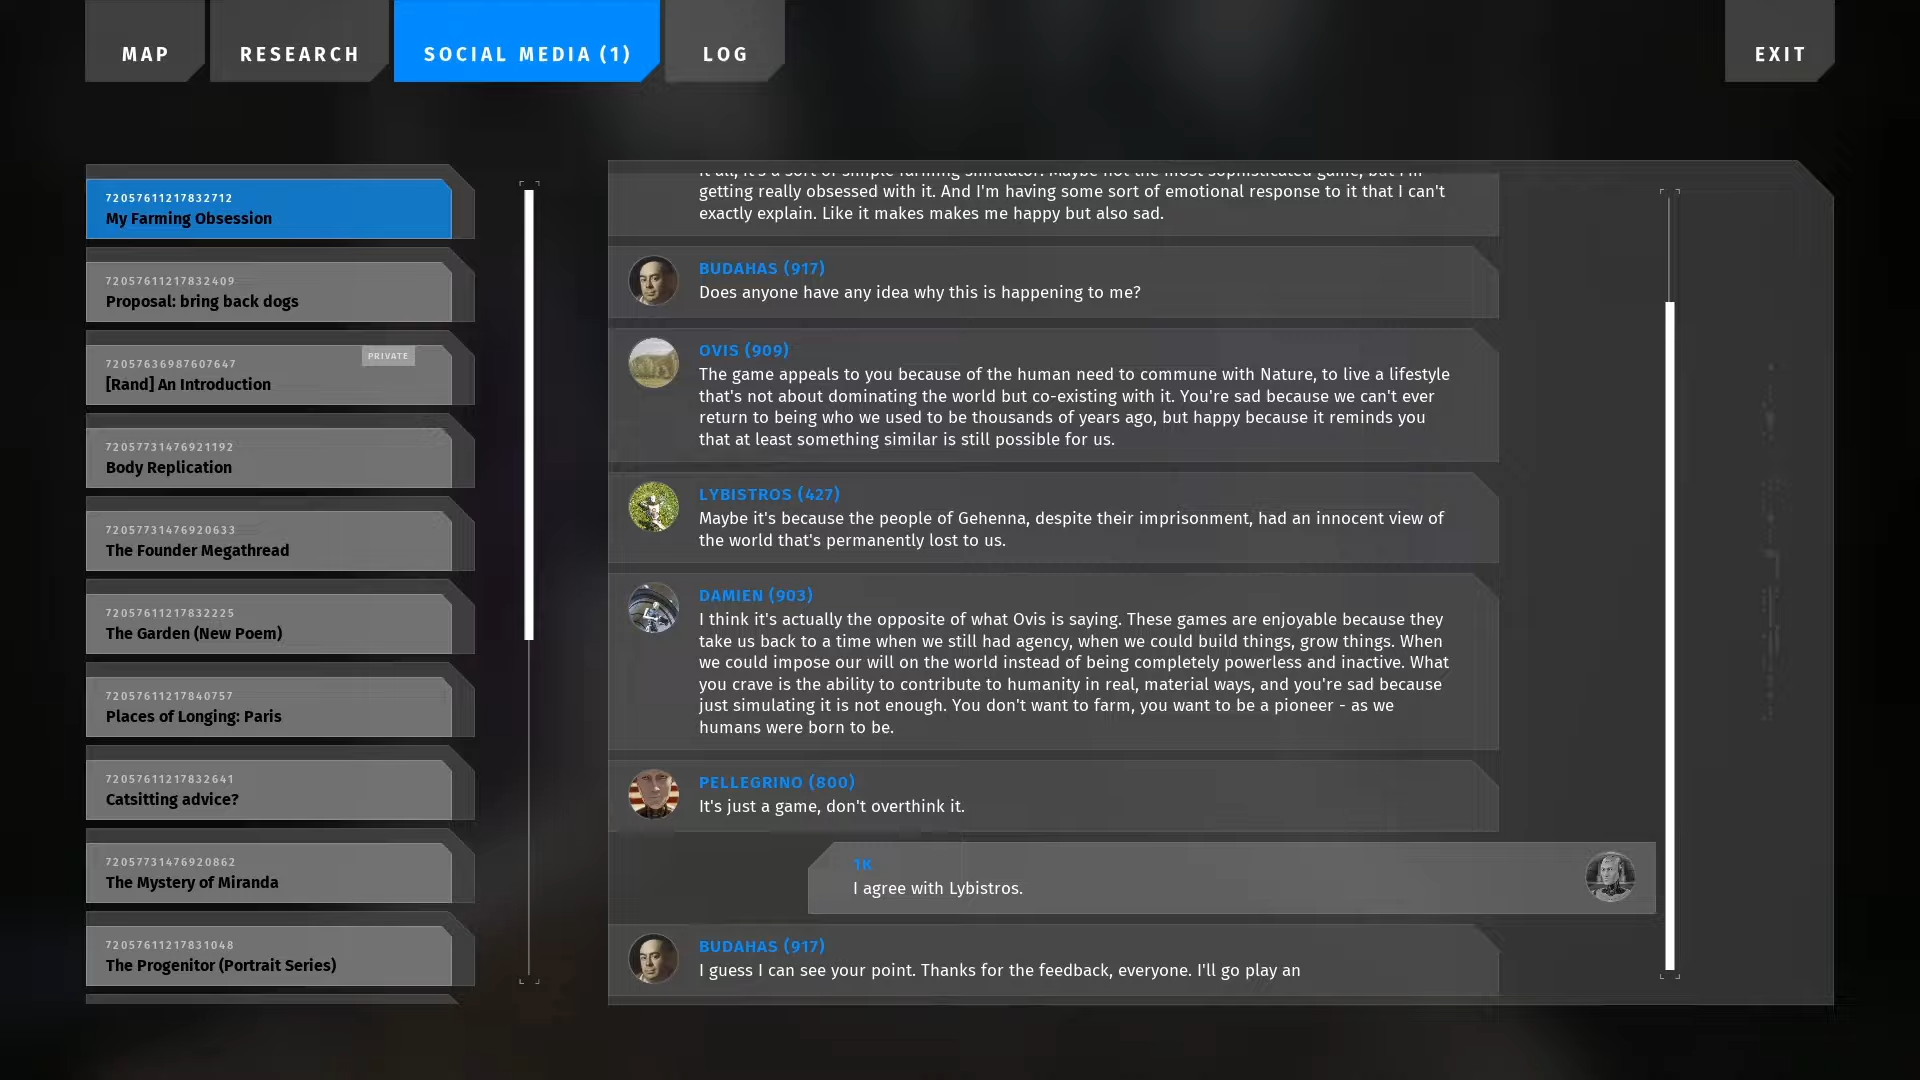 MAP
RESEARCH
SOCIAL MEDIA (1)
LOG
EXIT
72057611217832712
My Farming Obsession
72057611217832409
Proposal: bring back dogs
72057636987607647
PRIVATE
[Rand] An Introduction
72057731476921192
Body Replication
72057731476920633
The Founder Megathread
72057611217832225
The Garden (New Poem)
72057611217840757
Places of Longing: Paris
72057611217832641
Catsitting advice?
72057731476920862
The Mystery of Miranda
72057611217831048
The Progenitor (Portrait Series)
it all, it's a sort of simple farming simulator. Maybe not the most sophisticated game, but I'm
getting really obsessed with it. And I'm having some sort of emotional response to it that I can't
exactly explain. Like it makes makes me happy but also sad.
BUDAHAS (917)
Does anyone have any idea why this is happening to me?
OVIS (909)
The game appeals to you because of the human need to commune with Nature, to live a lifestyle
that's not about dominating the world but co-existing with it. You're sad because we can't ever
return to being who we used to be thousands of years ago, but happy because it reminds you
that at least something similar is still possible for us.
LYBISTROS (427)
Maybe it's because the people of Gehenna, despite their imprisonment, had an innocent view of
the world that's permanently lost to us.
DAMIEN (903)
I think it's actually the opposite of what Ovis is saying. These games are enjoyable because they
take us back to a time when we still had agency, when we could build things, grow things. When
we could impose our will on the world instead of being completely powerless and inactive. What
you crave is the ability to contribute to humanity in real, material ways, and you're sad because
just simulating it is not enough. You don't want to farm, you want to be a pioneer - as we
humans were born to be.
PELLEGRINO (800)
It's just a game, don't overthink it.
1K
I agree with Lybistros.
BUDAHAS (917)
I guess I can see your point. Thanks for the feedback, everyone. I'll go play an